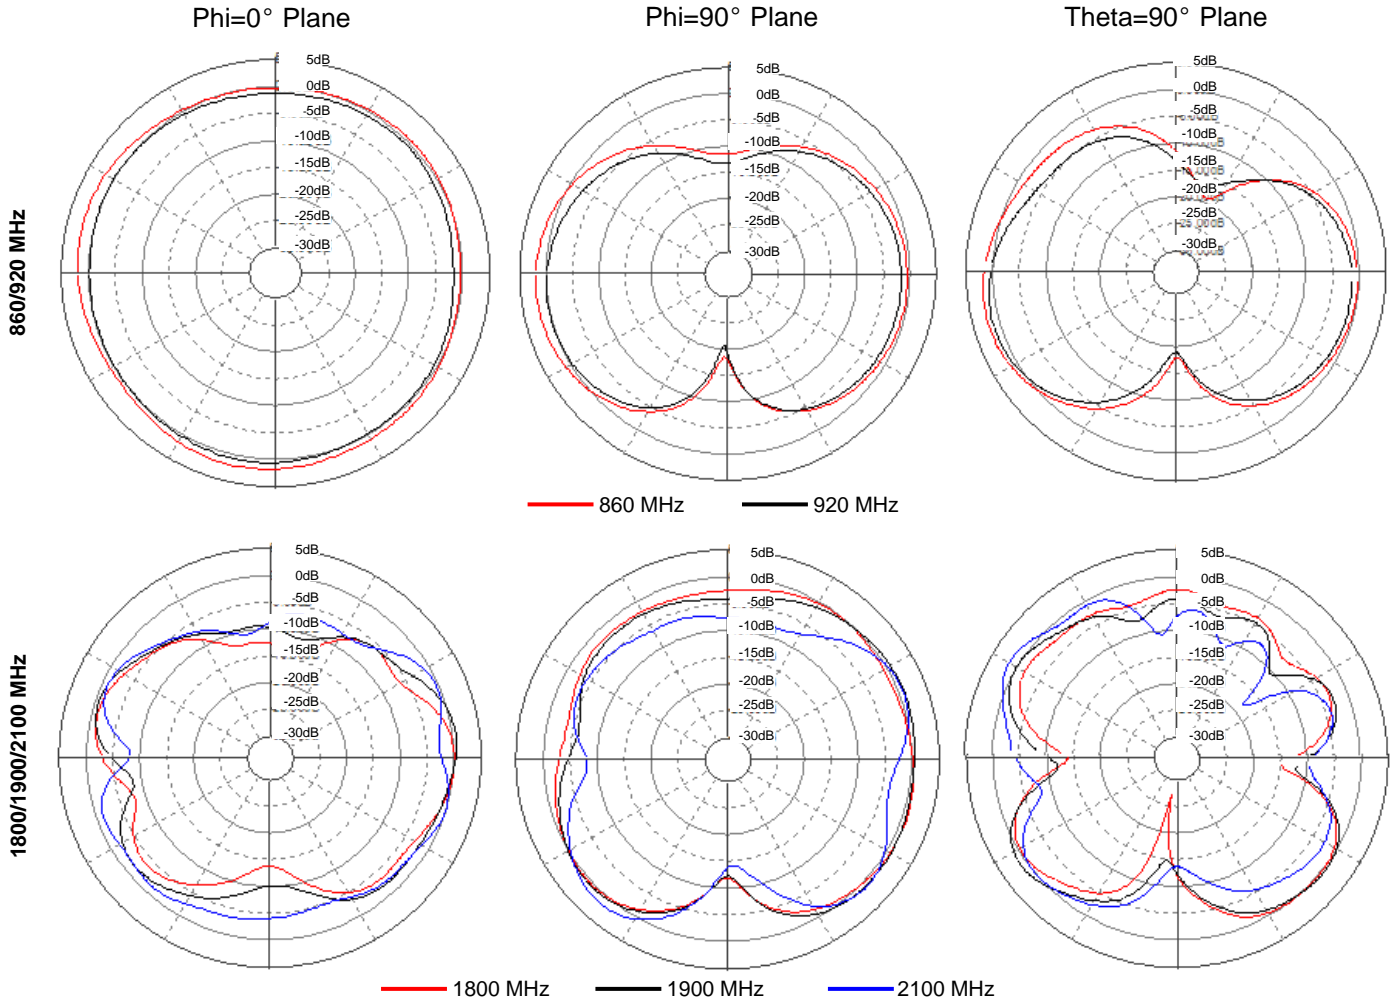 Phi=0° Plane
Phi=90° Plane
Theta=90° Plane
860/920 MHz
5dB
0dB
-5dB
-10dB
-15dB
-20dB
-25dB
-30dB
5dB
0dB
-5dB
-10dB
-15dB
-20dB
-25dB
-30dB
5dB
0dB
-5dB
-10dB
-15dB
-20dB
-25dB
-30dB
860 MHz
920 MHz
1800/1900/2100 MHz
5dB
0dB
-5dB
-10dB
-15dB
-20dB
-25dB
-30dB
5dB
0dB
-5dB
-10dB
-15dB
-20dB
-25dB
-30dB
5dB
0dB
-5dB
-10dB
-15dB
-20dB
-25dB
-30dB
1800 MHz
1900 MHz
2100 MHz